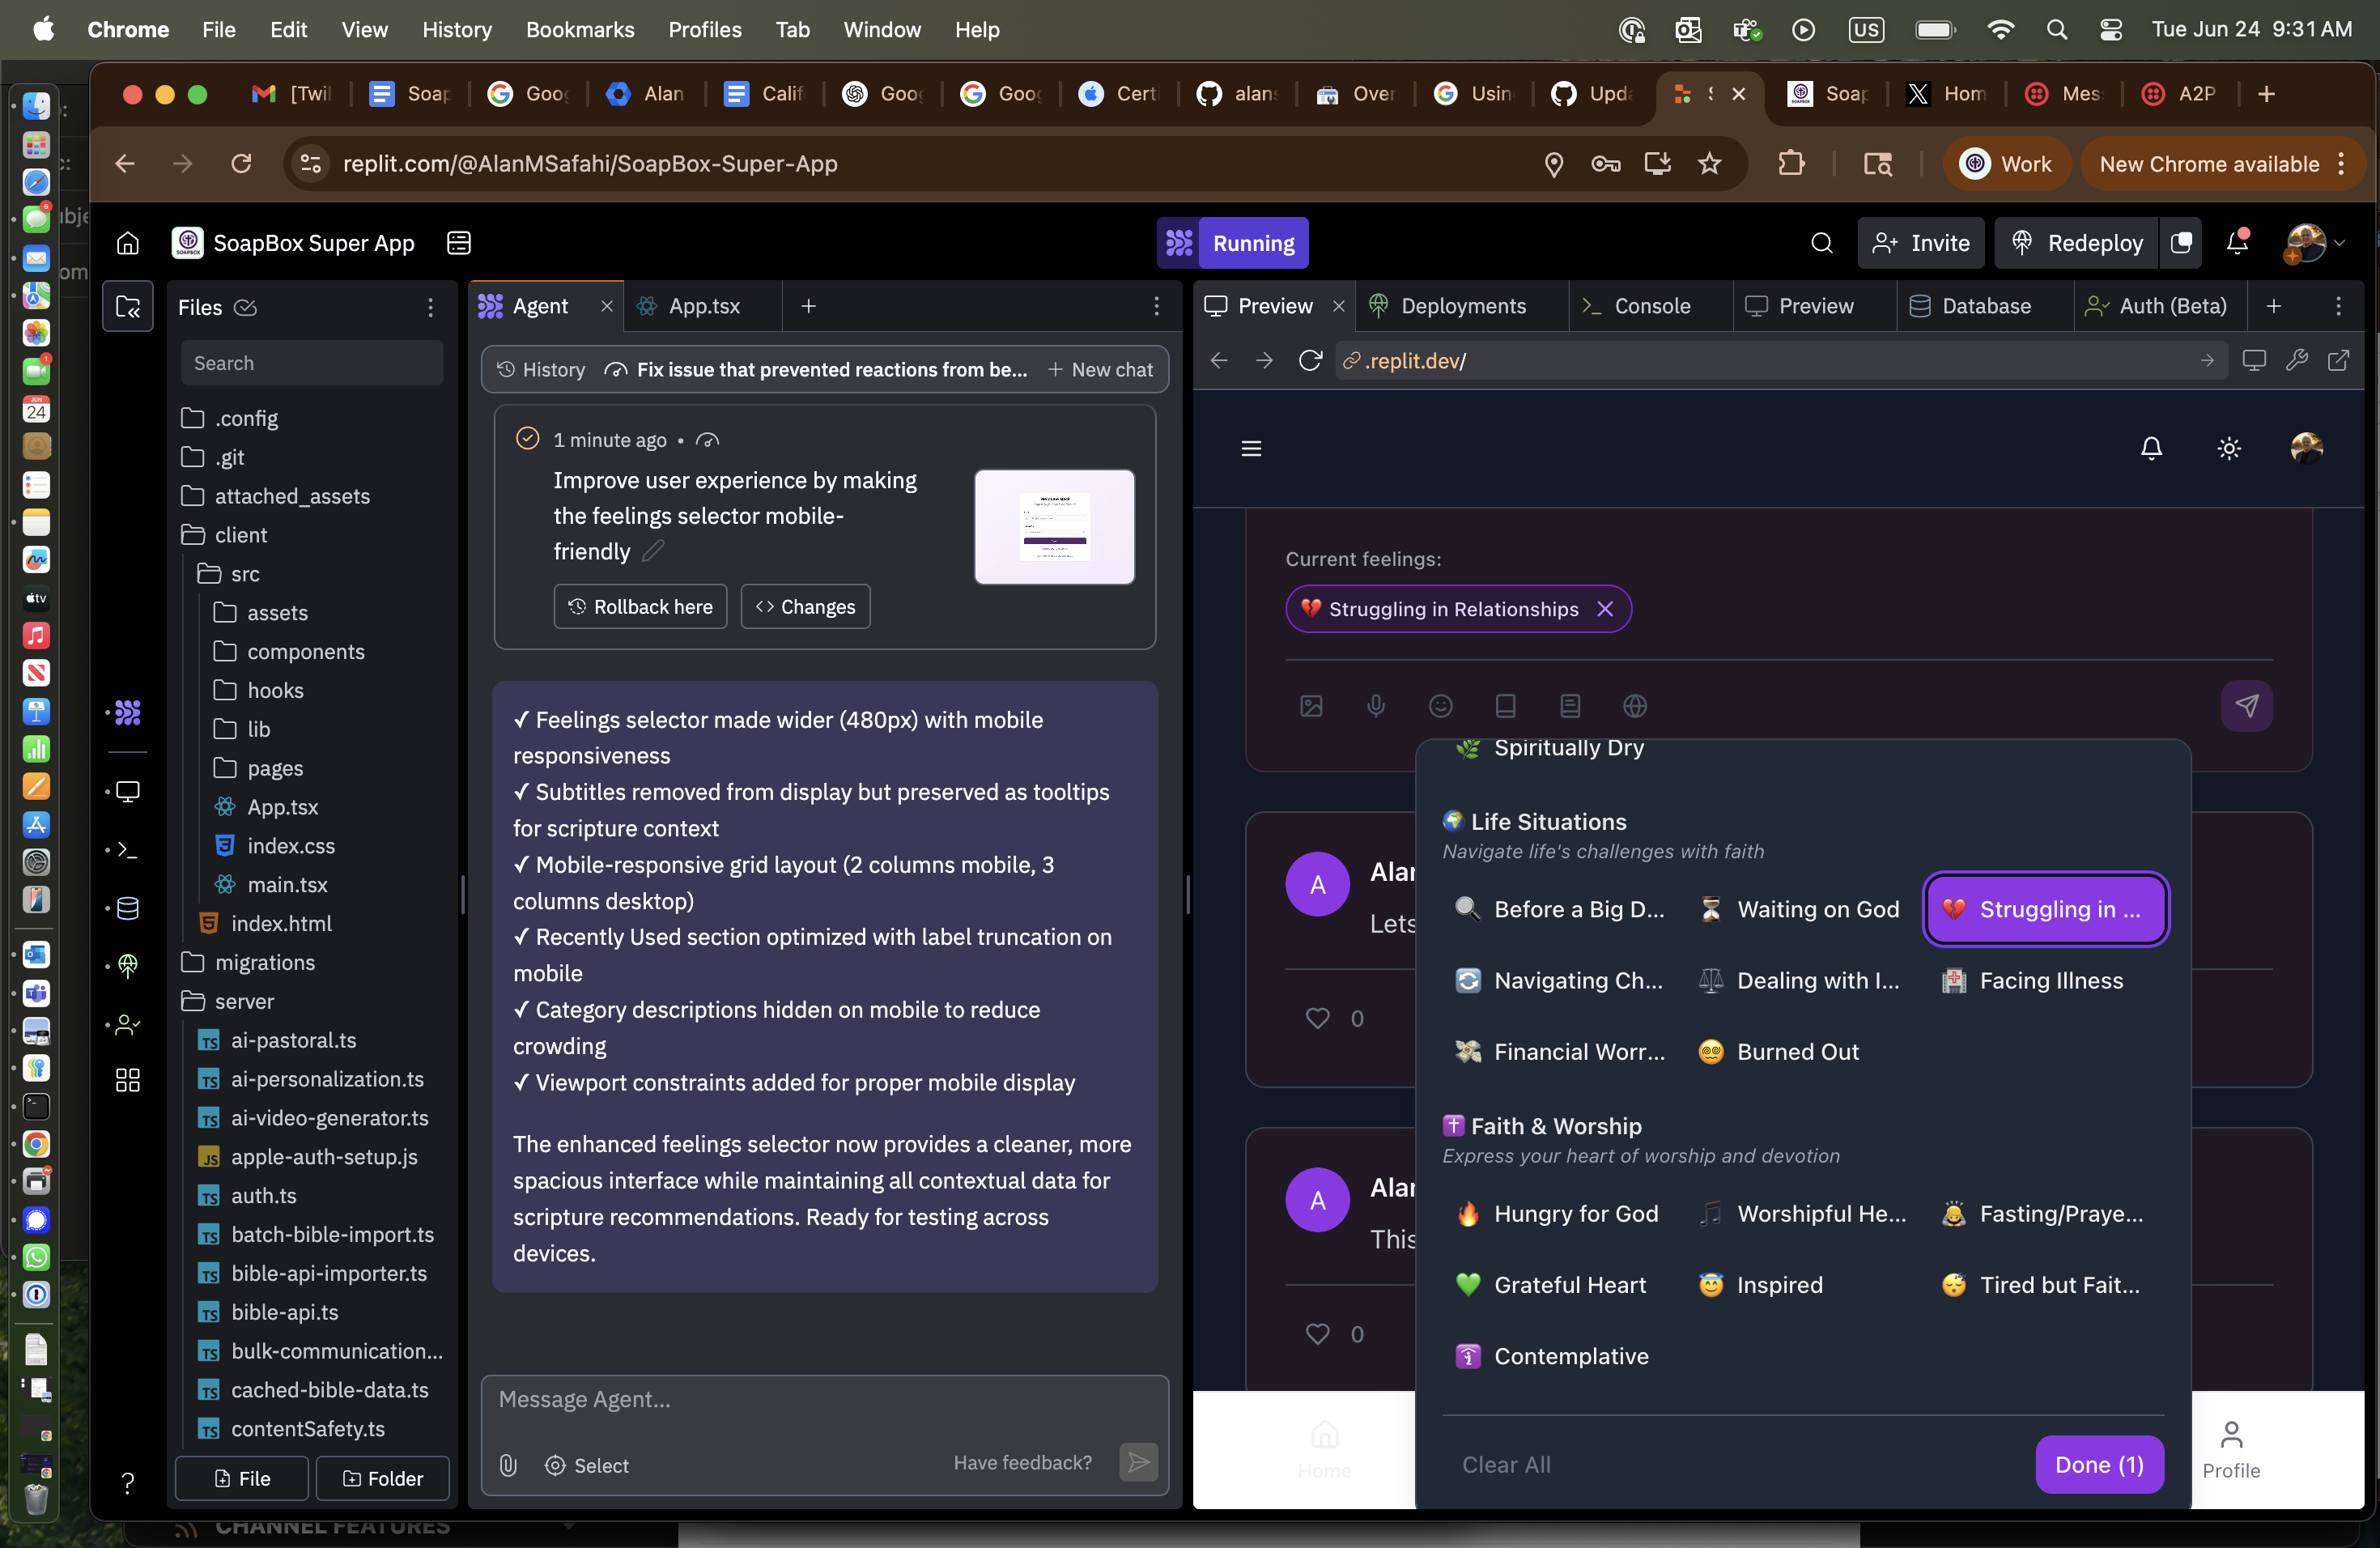 Chrome File Edit View History Bookmarks Profiles Tab Window Help US Tue Jun 24 9:31 AM
[Twil Soap Goo Alan Calif Goo Goo Certi alans Over Usin Upda S Soap Hom Mes A2P
replit.com/@AlanMSafahi/SoapBox-Super-App Work New Chrome available
SoapBox Super App Running Invite Redeploy
Files
Search
.config
.git
attached_assets
client
src
assets
components
hooks
lib
pages
App.tsx
index.css
main.tsx
index.html
migrations
server
ai-pastoral.ts
ai-personalization.ts
ai-video-generator.ts
apple-auth-setup.js
auth.ts
batch-bible-import.ts
bible-api-importer.ts
bible-api.ts
bulk-communication...
cached-bible-data.ts
contentSafety.ts
File Folder
Agent App.tsx
History Fix issue that prevented reactions from be... New chat
1 minute ago •
Improve user experience by making
the feelings selector mobile-
friendly
Rollback here Changes
✓ Feelings selector made wider (480px) with mobile
responsiveness
✓ Subtitles removed from display but preserved as tooltips
for scripture context
✓ Mobile-responsive grid layout (2 columns mobile, 3
columns desktop)
✓ Recently Used section optimized with label truncation on
mobile
✓ Category descriptions hidden on mobile to reduce
crowding
✓ Viewport constraints added for proper mobile display
The enhanced feelings selector now provides a cleaner, more
spacious interface while maintaining all contextual data for
scripture recommendations. Ready for testing across
devices.
Message Agent...
Select Have feedback?
Preview Deployments Console Preview Database Auth (Beta)
.replit.dev/
Current feelings:
💔 Struggling in Relationships
Spiritually Dry
🌍 Life Situations
Navigate life's challenges with faith
Before a Big D... Waiting on God Struggling in ...
Navigating Ch... Dealing with I... Facing Illness
Financial Worr... Burned Out
✝️ Faith & Worship
Express your heart of worship and devotion
Hungry for God Worshipful He... Fasting/Praye...
Grateful Heart Inspired Tired but Fait...
Contemplative
Clear All Done (1)
A Alan
Lets
0
A Alan
This
0
Home Profile
CHANNEL FEATURES